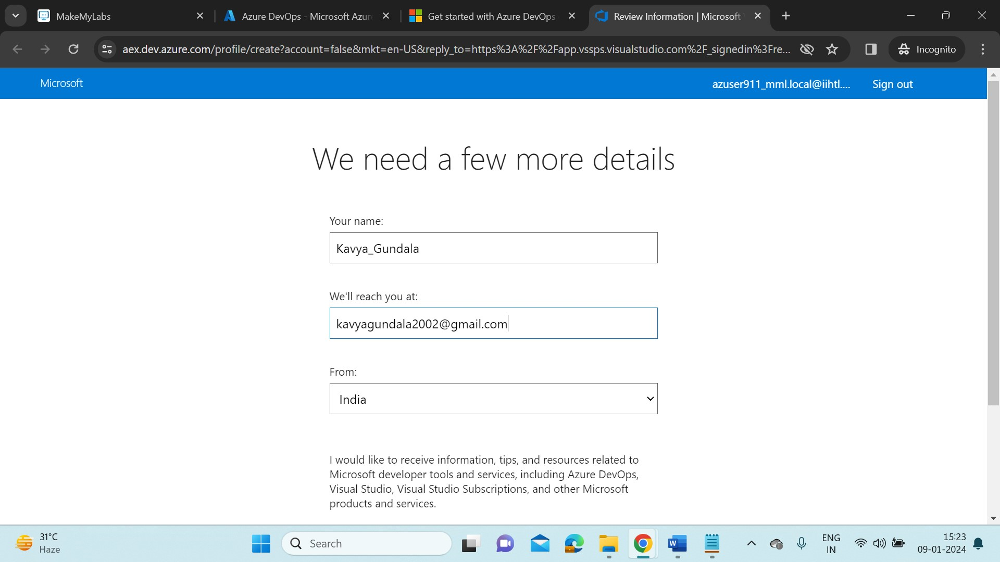 MakeMyLabs
Azure DevOps - Microsoft Azur
Get started with Azure DevOps
Review Information | Microsoft
aex.dev.azure.com/profile/create?account=false&mkt=en-US&reply_to=https%3A%2F%2Fapp.vssps.visualstudio.com%2F_signedin%3Fre...
Incognito
Microsoft
azuser911_mml.local@iihtl....
Sign out
We need a few more details
Your name:
Kavya_Gundala
We'll reach you at:
kavyagundala2002@gmail.com
From:
India
I would like to receive information, tips, and resources related to
Microsoft developer tools and services, including Azure DevOps,
Visual Studio, Visual Studio Subscriptions, and other Microsoft
products and services.
31°C
Haze
Search
ENG
IN
15:23
09-01-2024